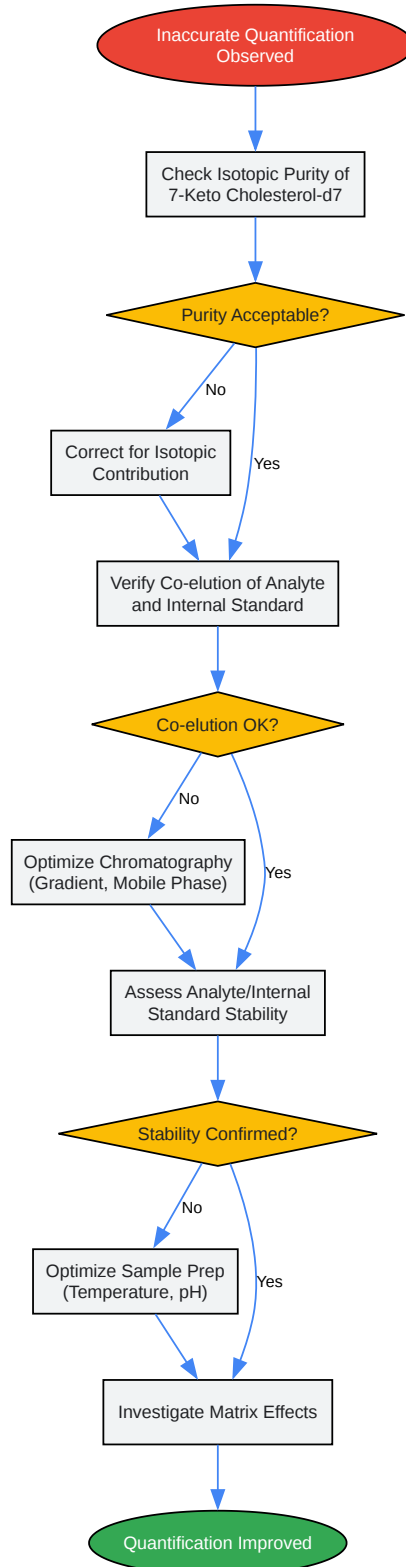 Inaccurate Quantification
Observed
Check Isotopic Purity of
7-Keto Cholesterol-d7
Purity Acceptable?
No
Correct for Isotopic
Contribution
Yes
Verify Co-elution of Analyte
and Internal Standard
Co-elution OK?
No
Optimize Chromatography
(Gradient, Mobile Phase)
Yes
Assess Analyte/Internal
Standard Stability
Stability Confirmed?
No
Optimize Sample Prep
(Temperature, pH)
Yes
Investigate Matrix Effects
Quantification Improved